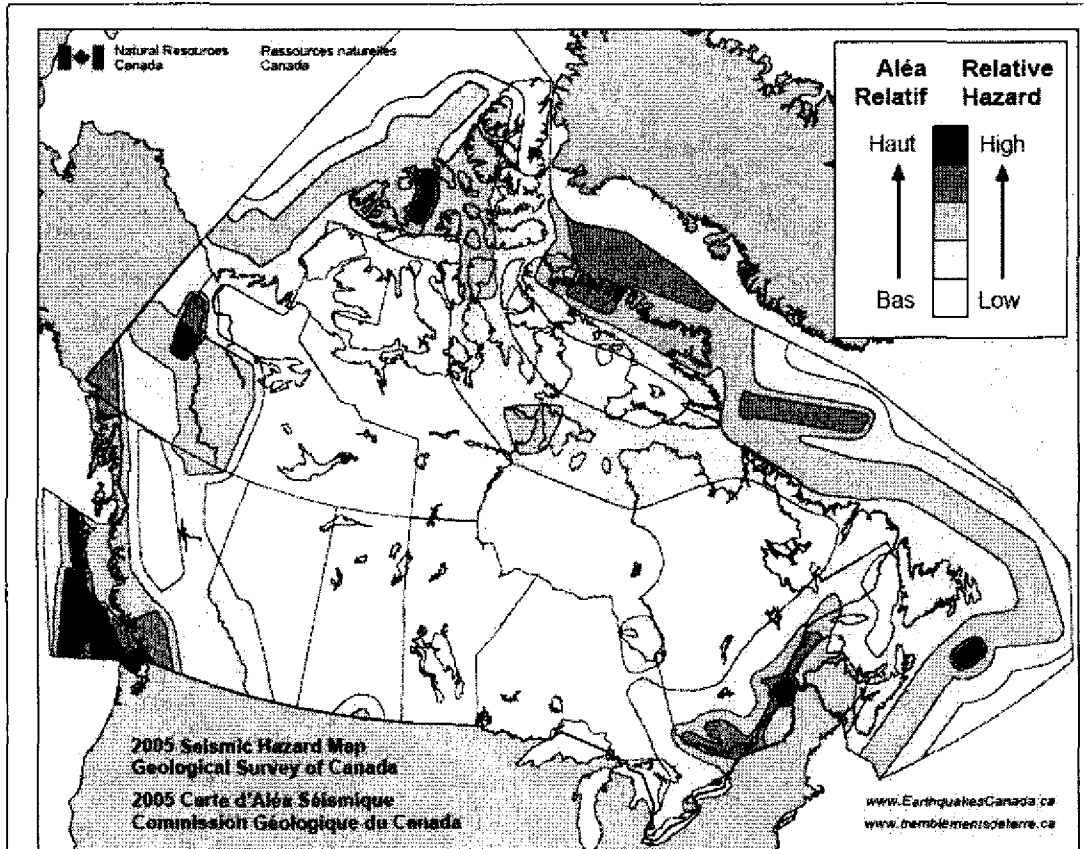 Natural Resources Canada
Ressources naturelles Canada
Aléa Relatif
Relative Hazard
Haut
High
Bas
Low
2005 Seismic Hazard Map
Geological Survey of Canada
2005 Carte d'Aléa Séismique
Commission Géologique du Canada
www.EarthquakesCanada.ca
www.tremblementsdeterre.ca